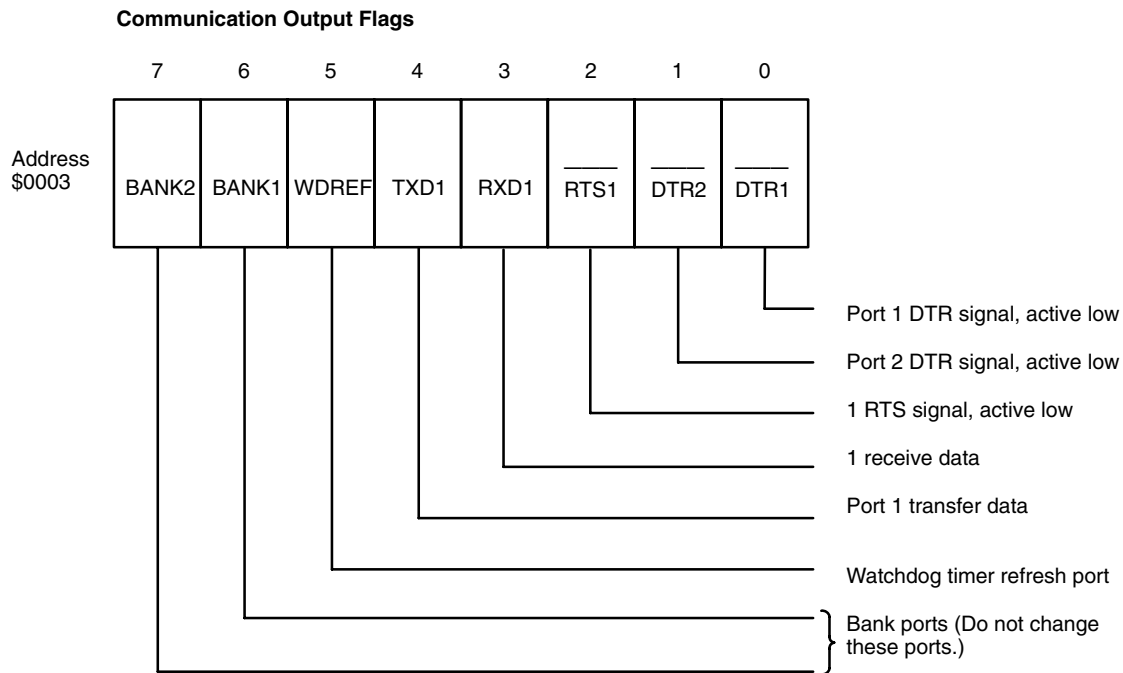 Communication Output Flags
7 6 5 4 3 2 1 0
Address
$0003
BANK2 BANK1 WDREF TXD1 RXD1 RTS1 DTR2 DTR1
Port 1 DTR signal, active low
Port 2 DTR signal, active low
1 RTS signal, active low
1 receive data
Port 1 transfer data
Watchdog timer refresh port
Bank ports (Do not change
these ports.)